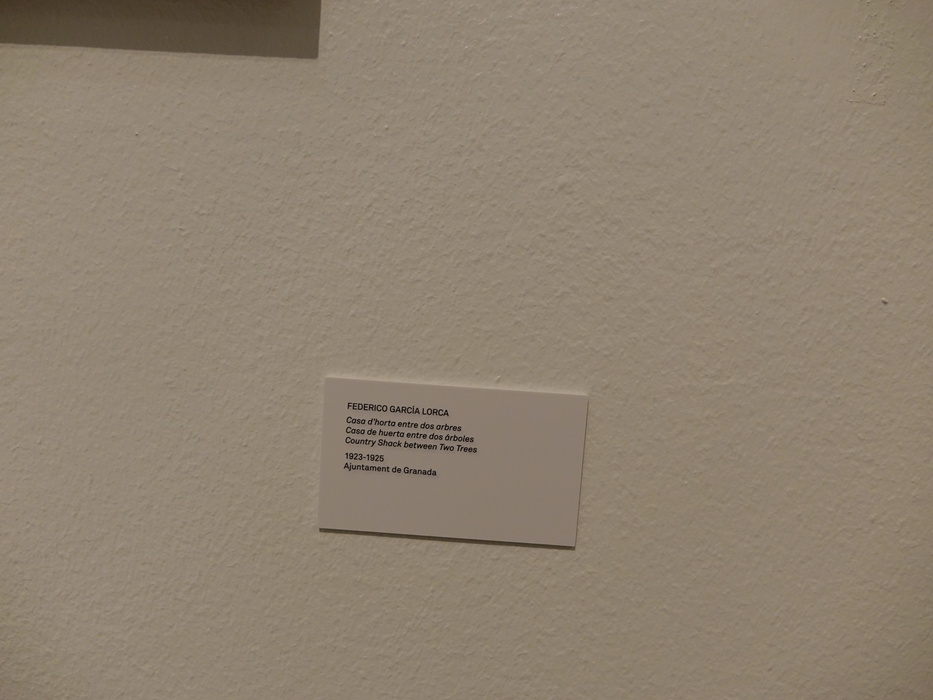 FEDERICO GARCÍA LORCA
Casa d'horta entre dos arbres
Casa de huerta entre dos árboles
Country Shack between Two Trees
1923-1925
Ajuntament de Granada